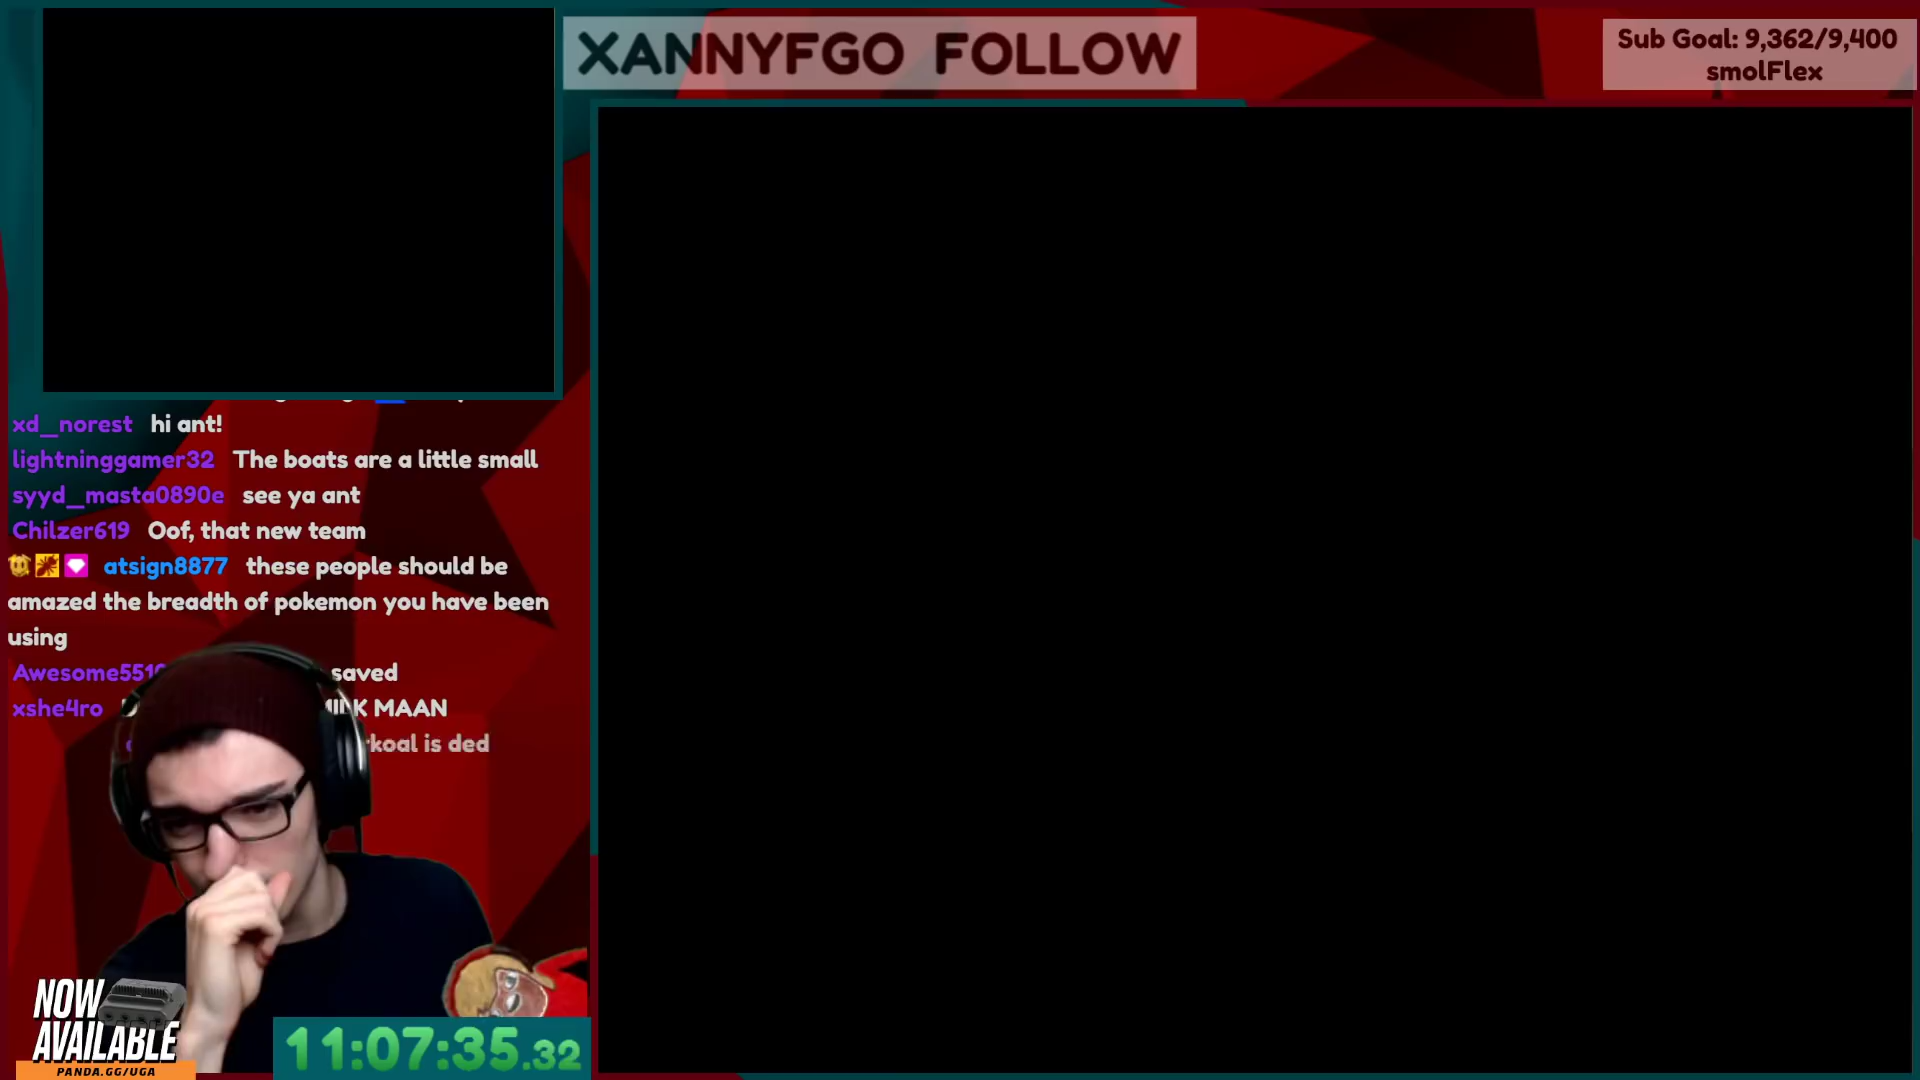 XANNYFGO FOLLOW
Sub Goal: 9,362/9,400
smolFlex
xd_norest hi ant!
lightninggamer32 The boats are a little small
syyd_masta0890e see ya ant
Chilzer619 Oof, that new team
atsign8877 these people should be
amazed the breadth of pokemon you have been
using
saved
xshe4ro MAAN
is ded
NOW
AVAILABLE
PANDA.GG/UGA
11:07:35.32